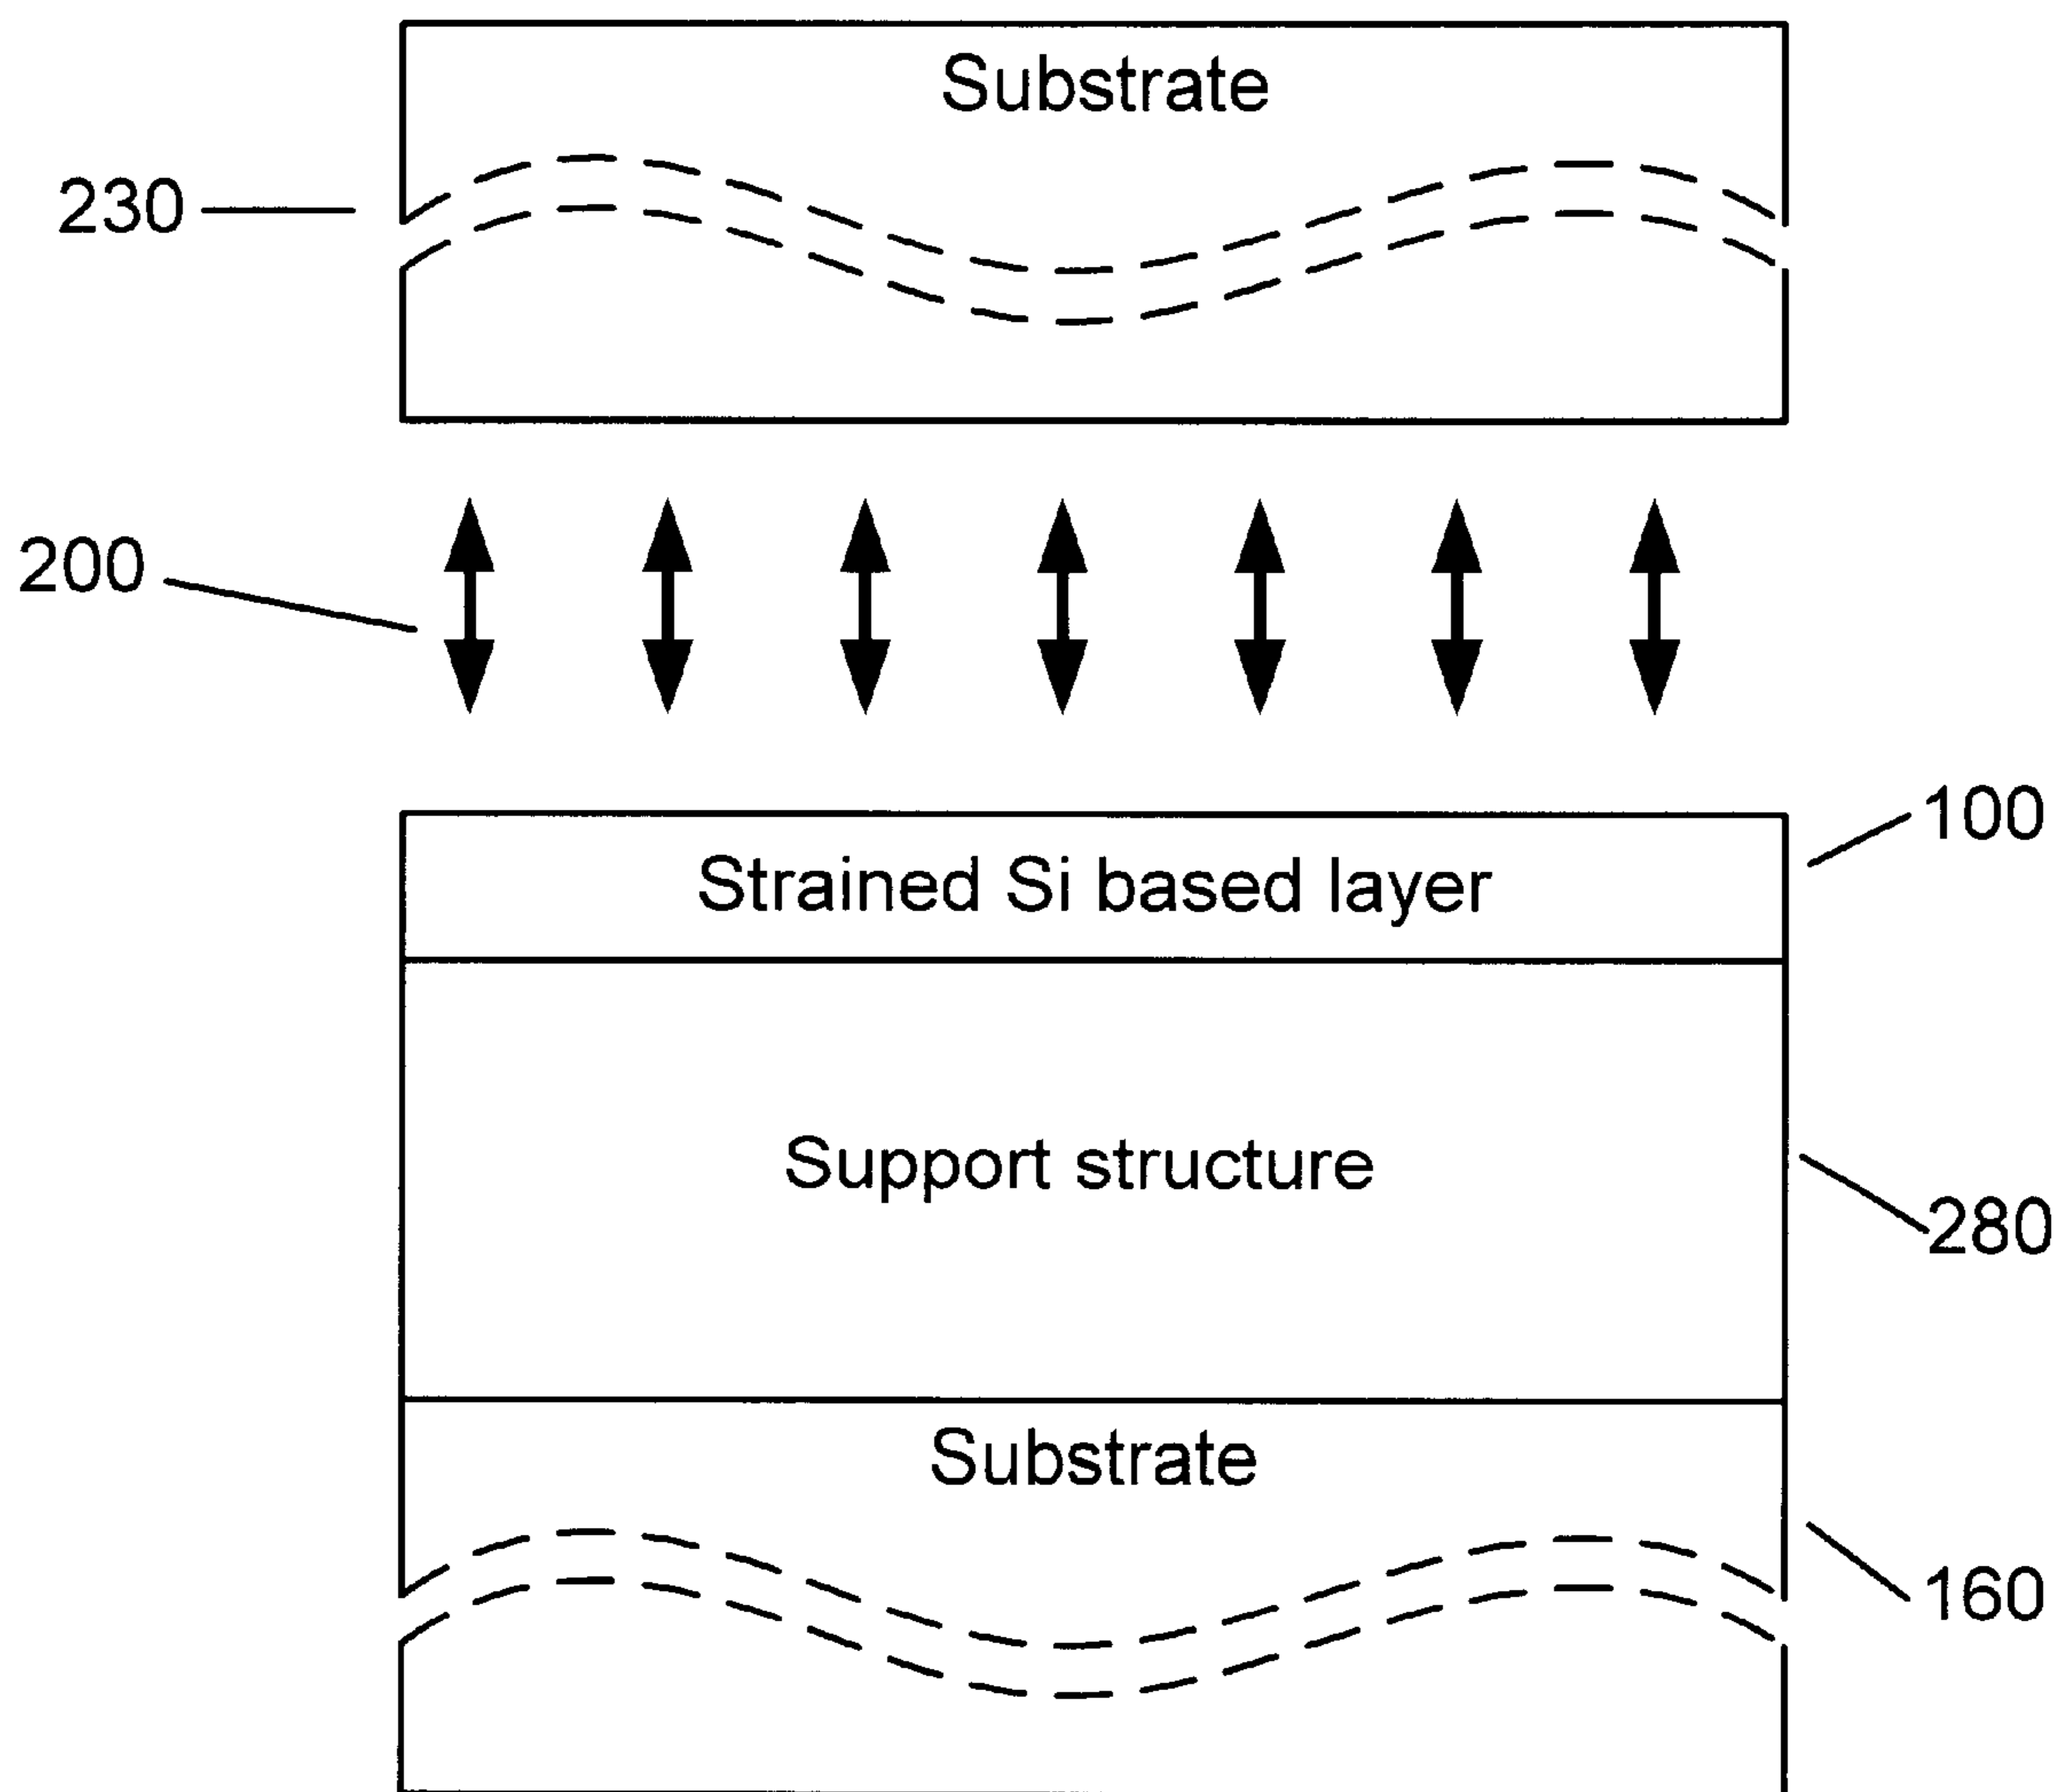 Substrate
230
200
100
Strained Si based layer
Support structure
280
Substrate
160